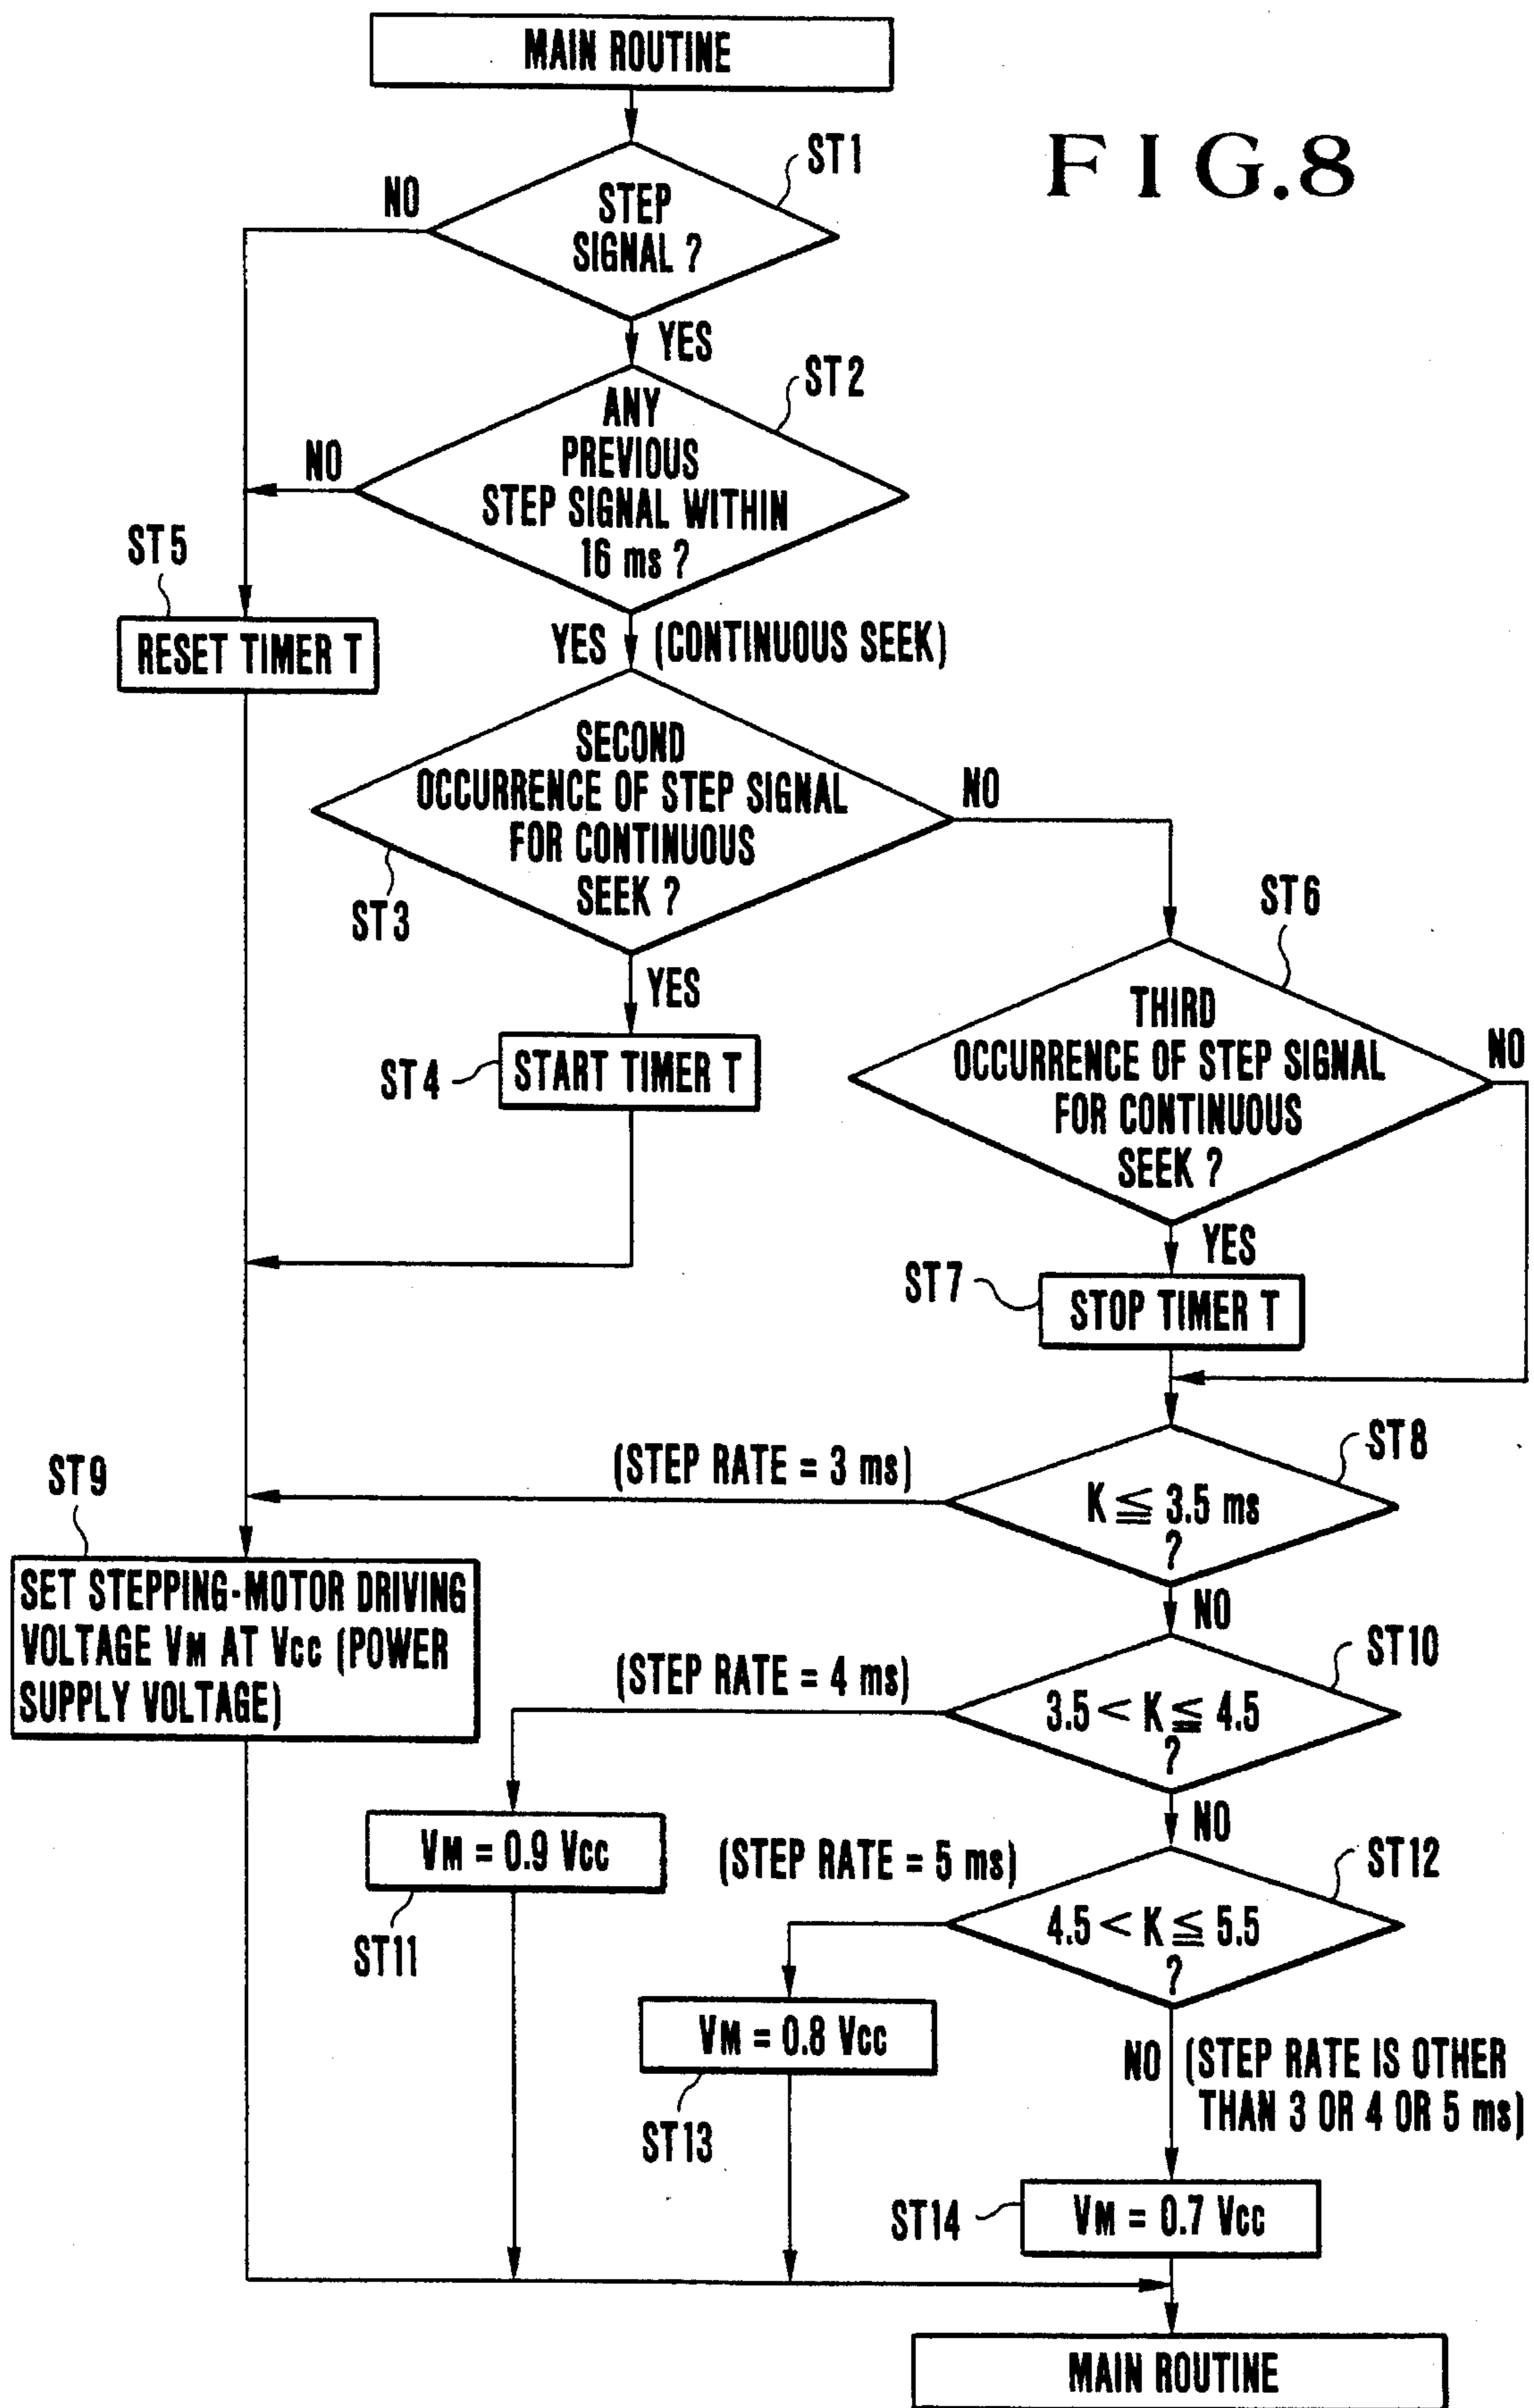 MAIN ROUTINE
FIG.8
ST1
NO
STEP
SIGNAL ?
YES
ST2
ANY
PREVIOUS
STEP SIGNAL WITHIN
16 ms ?
NO
ST5
RESET TIMER T
YES (CONTINUOUS SEEK)
SECOND
OCCURRENCE OF STEP SIGNAL
FOR CONTINUOUS
SEEK ?
NO
ST3
YES
ST4
START TIMER T
ST6
THIRD
OCCURRENCE OF STEP SIGNAL
FOR CONTINUOUS
SEEK ?
NO
YES
ST7
STOP TIMER T
ST8
(STEP RATE = 3 ms)
K ≦ 3.5 ms
?
NO
ST9
SET STEPPING-MOTOR DRIVING
VOLTAGE VM AT VCC (POWER
SUPPLY VOLTAGE)
ST10
(STEP RATE = 4 ms)
3.5 < K ≦ 4.5
?
NO
VM = 0.9 VCC
ST11
ST12
(STEP RATE = 5 ms)
4.5 < K ≦ 5.5
?
VM = 0.8 VCC
ST13
NO (STEP RATE IS OTHER
THAN 3 OR 4 OR 5 ms)
ST14
VM = 0.7 VCC
MAIN ROUTINE